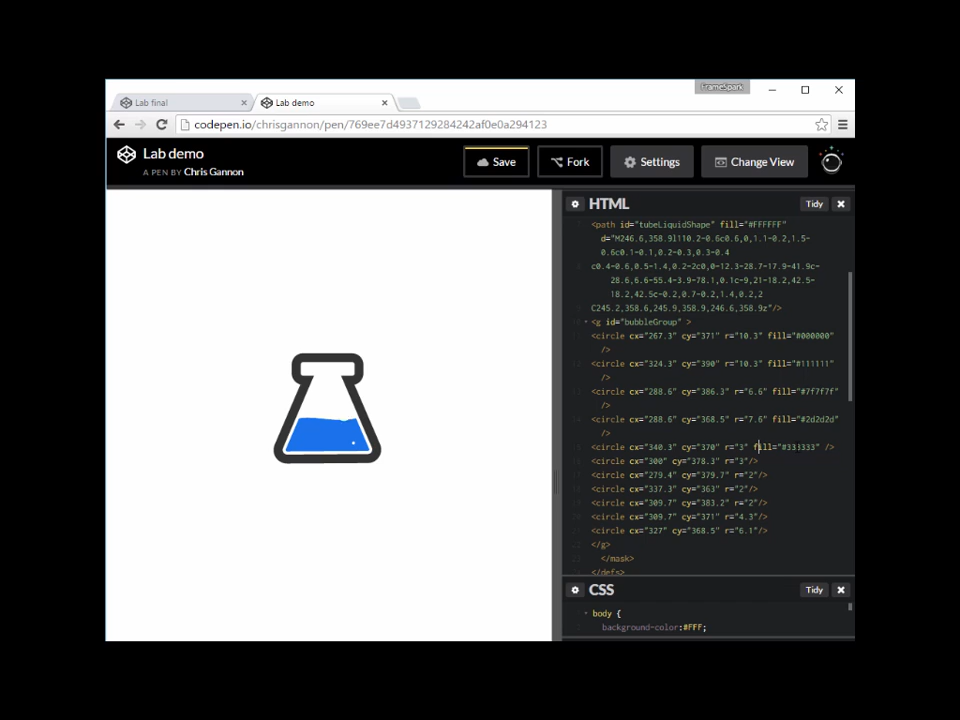 FrameSpark
Lab final
Lab demo
codepen.io/chrisgannon/pen/769ee7d4937129284242af0e0a294123
Lab demo
A PEN BY Chris Gannon
Save
Fork
Settings
Change View
HTML
Tidy
<path id="tubeLiquidShape" fill="#FFFFFF"
d="M246.6,358.9l110.2-0.6c0.6,0,1.1-0.2,1.5-
0.6c0.1-0.1,0.2-0.3,0.3-0.4
c0.4-0.6,0.5-1.4,0.2-2c0,0-12.3-28.7-17.9-41.9c-
28.6,6.6-55.4-3.9-78.1,0.1c-9,21-18.2,42.5-
18.2,42.5c-0.2,0.7-0.2,1.4,0.2,2
C245.2,358.6,245.9,358.9,246.6,358.9z"/>
<g id="bubbleGroup" >
<circle cx="267.3" cy="371" r="10.3" fill="#000000"
/>
<circle cx="324.3" cy="390" r="10.3" fill="#111111"
/>
<circle cx="288.6" cy="386.3" r="6.6" fill="#7f7f7f"
/>
<circle cx="288.6" cy="368.5" r="7.6" fill="#2d2d2d"
/>
<circle cx="340.3" cy="370" r="3" fill="#333333" />
<circle cx="300" cy="378.3" r="3"/>
<circle cx="279.4" cy="379.7" r="2"/>
<circle cx="337.3" cy="363" r="2"/>
<circle cx="309.7" cy="383.2" r="2"/>
<circle cx="309.7" cy="371" r="4.3"/>
<circle cx="327" cy="368.5" r="6.1"/>
</g>
</mask>
</defs>
CSS
Tidy
body {
background-color:#FFF;